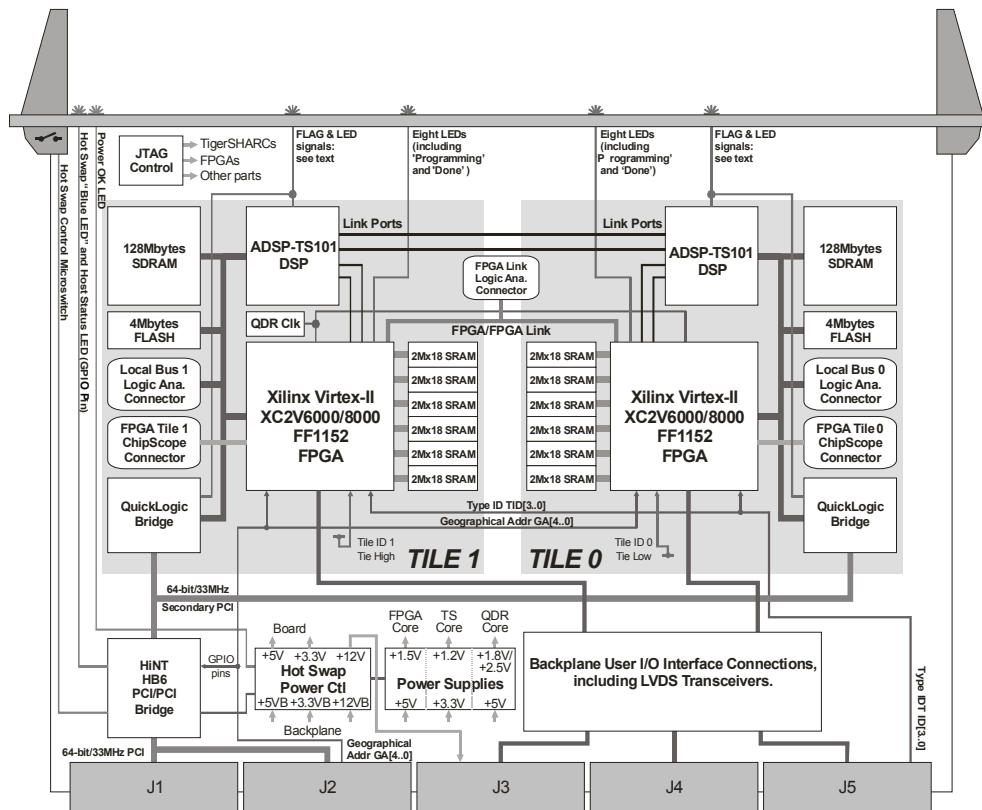 Hot Swap Control Microswitch
Hot Swap "Blue LED" and Host Status LED (GPIO Pin)
Power OK LED
JTAG
Control
TigerSHARCs
FPGAs
Other parts
FLAG & LED
signals:
see text
Eight LEDs
(including
'Programming'
and 'Done' )
Eight LEDs
(including
P rogramming'
and 'Done')
FLAG & LED
signals:
see text
128Mbytes
SDRAM
ADSP-TS101
DSP
Link Ports
Link Ports
ADSP-TS101
DSP
128Mbytes
SDRAM
FPGA Link
Logic Ana.
Connector
4Mbytes
FLASH
QDR Clk
FPGA/FPGA Link
4Mbytes
FLASH
Local Bus 1
Logic Ana.
Connector
FPGA Tile 1
ChipScope
Connector
QuickLogic
Bridge
Xilinx Virtex-II
XC2V6000/8000
FF1152
FPGA
2Mx18 SRAM
2Mx18 SRAM
2Mx18 SRAM
2Mx18 SRAM
2Mx18 SRAM
2Mx18 SRAM
2Mx18 SRAM
2Mx18 SRAM
2Mx18 SRAM
2Mx18 SRAM
2Mx18 SRAM
2Mx18 SRAM
Xilinx Virtex-II
XC2V6000/8000
FF1152
FPGA
Local Bus 0
Logic Ana.
Connector
FPGA Tile 0
ChipScope
Connector
QuickLogic
Bridge
Type ID TID[3..0]
Geographical Addr GA[4..0]
Tile ID 1
Tie High
TILE 1
TILE 0
Tile ID 0
Tie Low
64-bit/33MHz
Secondary PCI
HiNT
HB6
PCI/PCI
Bridge
GPIO
pins
Board
+5V +3.3V +12V
Hot Swap
Power Ctl
+5VB +3.3VB +12VB
Backplane
FPGA
Core
TS
Core
QDR
Core
+1.5V +1.2V +1.8V/
+2.5V
Power Supplies
+5V +3.3V +5V
Backplane User I/O Interface Connections,
including LVDS Transceivers.
Type IDT ID[3..0]
64-bit/33MHz PCI
Geographical
Addr GA[4..0]
J1
J2
J3
J4
J5